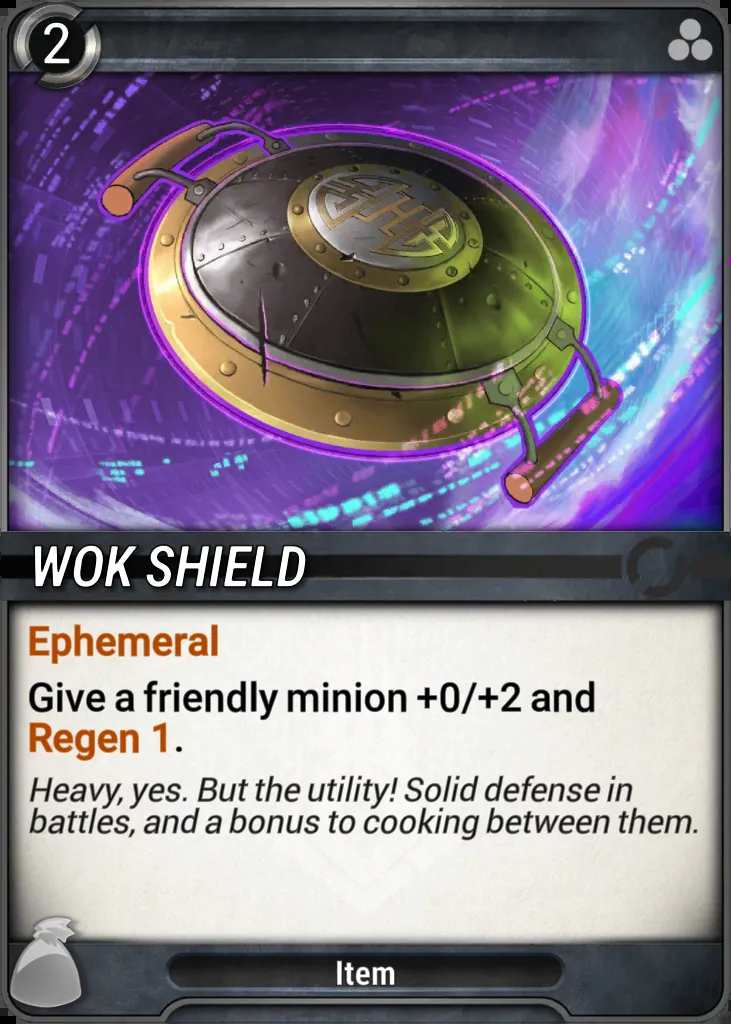 2
WOK SHIELD
Ephemeral
Give a friendly minion +0/+2 and
Regen 1.
Heavy, yes. But the utility! Solid defense in
battles, and a bonus to cooking between them.
Item